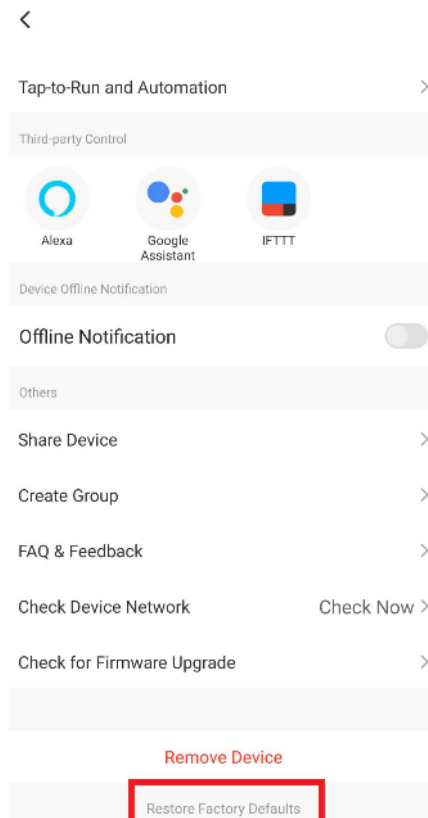 Tap-to-Run and Automation
Third-party Control
Alexa
Google
Assistant
IFTTT
Device Offline Notification
Offline Notification
Others
Share Device
Create Group
FAQ & Feedback
Check Device Network Check Now
Check for Firmware Upgrade
Remove Device
Restore Factory Defaults